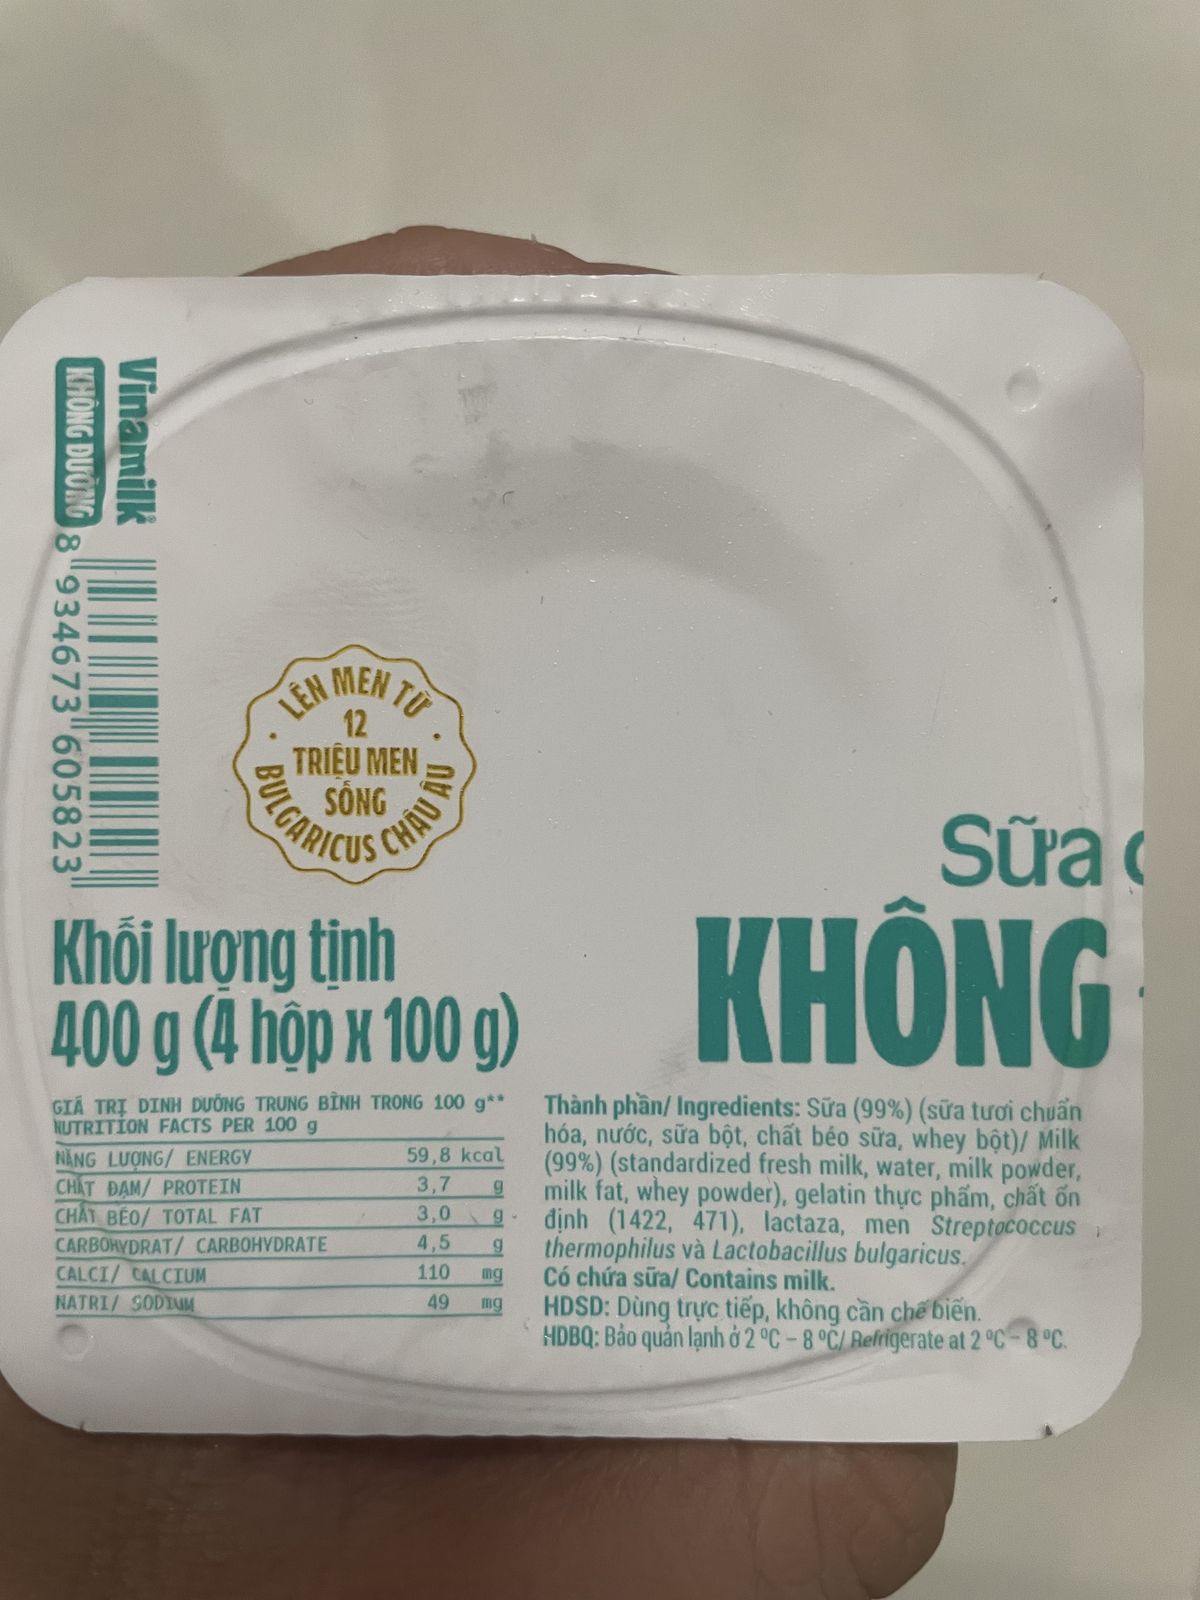 Vinamilk
KHÔNG ĐƯỜNG
8 934673 605823
LÊN MEN TỪ
12
TRIỆU MEN
SỐNG
BULGARICUS CHÂU ÂU
Sữa
KHÔNG
Khối lượng tịnh
400 g (4 hộp x 100 g)
GIÁ TRỊ DINH DƯỠNG TRUNG BÌNH TRONG 100 g**
NUTRITION FACTS PER 100 g
NĂNG LƯỢNG/ ENERGY 59,8 kcal
CHẤT ĐẠM/ PROTEIN 3,7 g
CHẤT BÉO/ TOTAL FAT 3,0 g
CARBOHYDRAT/ CARBOHYDRATE 4,5 g
CALCI/ CALCIUM 110 mg
NATRI/ SODIUM 49 mg
Thành phần/ Ingredients: Sữa (99%) (sữa tươi chuẩn
hóa, nước, sữa bột, chất béo sữa, whey bột)/ Milk
(99%) (standardized fresh milk, water, milk powder,
milk fat, whey powder), gelatin thực phẩm, chất ổn
định (1422, 471), lactaza, men Streptococcus
thermophilus và Lactobacillus bulgaricus.
Có chứa sữa/ Contains milk.
HDSD: Dùng trực tiếp, không cần chế biến.
HDBQ: Bảo quản lạnh ở 2 ºC – 8 ºC/ Refrigerate at 2 ºC – 8 ºC.